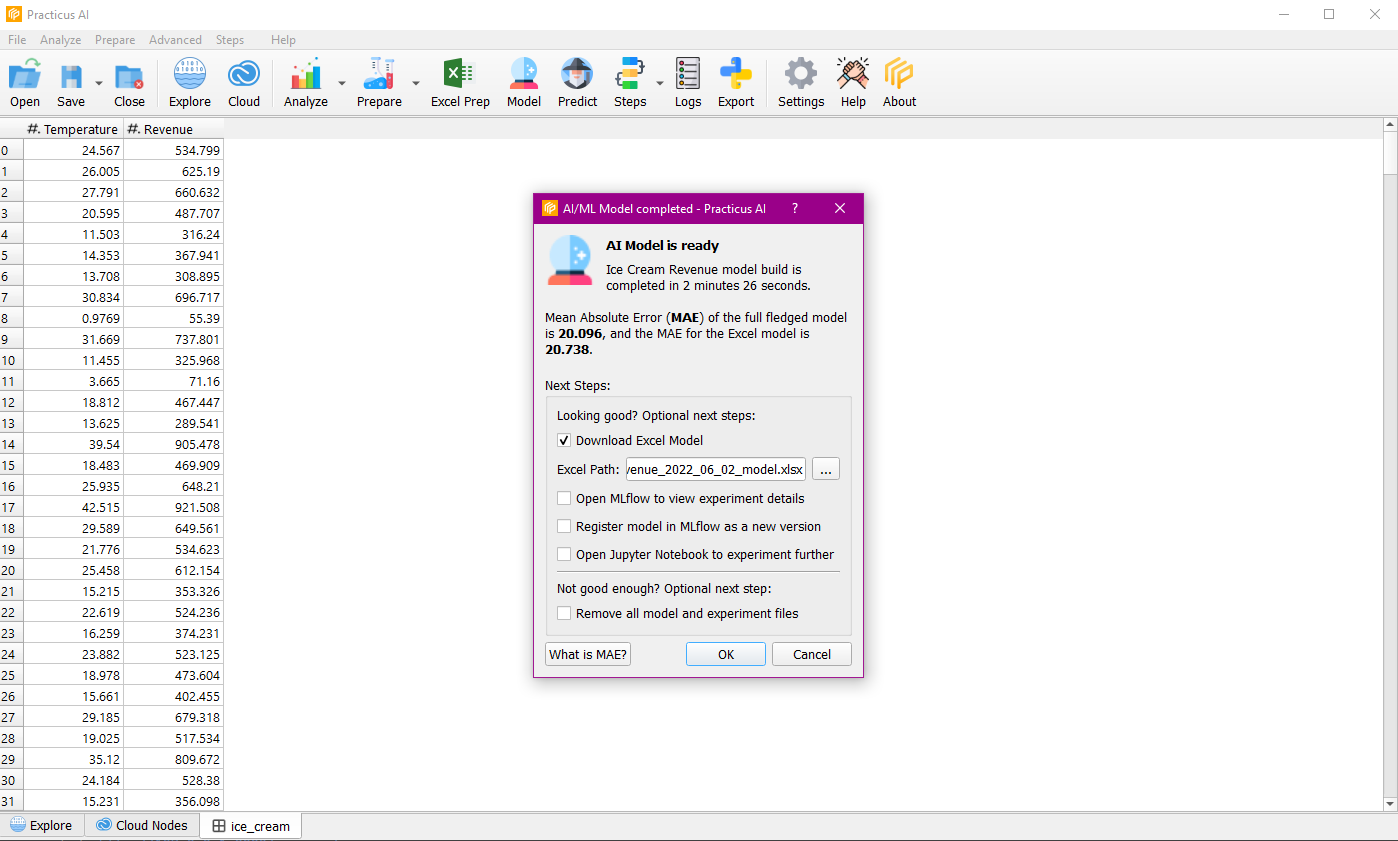 Practicus AI
File Analyze Prepare Advanced Steps Help
Open Save Close Explore Cloud Analyze Prepare Excel Prep Model Predict Steps Logs Export Settings Help About
#. Temperature #. Revenue
0 24.567 534.799
1 26.005 625.19
2 27.791 660.632
3 20.595 487.707
4 11.503 316.24
5 14.353 367.941
6 13.708 308.895
7 30.834 696.717
8 0.9769 55.39
9 31.669 737.801
10 11.455 325.968
11 3.665 71.16
12 18.812 467.447
13 13.625 289.541
14 39.54 905.478
15 18.483 469.909
16 25.935 648.21
17 42.515 921.508
18 29.589 649.561
19 21.776 534.623
20 25.458 612.154
21 15.215 353.326
22 22.619 524.236
23 16.259 374.231
24 23.882 523.125
25 18.978 473.604
26 15.661 402.455
27 29.185 679.318
28 19.025 517.534
29 35.12 809.672
30 24.184 528.38
31 15.231 356.098
AI/ML Model completed - Practicus AI ?
AI Model is ready
Ice Cream Revenue model build is
completed in 2 minutes 26 seconds.
Mean Absolute Error (MAE) of the full fledged model
is 20.096, and the MAE for the Excel model is
20.738.
Next Steps:
Looking good? Optional next steps:
Download Excel Model
Excel Path: venue_2022_06_02_model.xlsx ...
Open MLflow to view experiment details
Register model in MLflow as a new version
Open Jupyter Notebook to experiment further
Not good enough? Optional next step:
Remove all model and experiment files
What is MAE? OK Cancel
Explore Cloud Nodes ice_cream